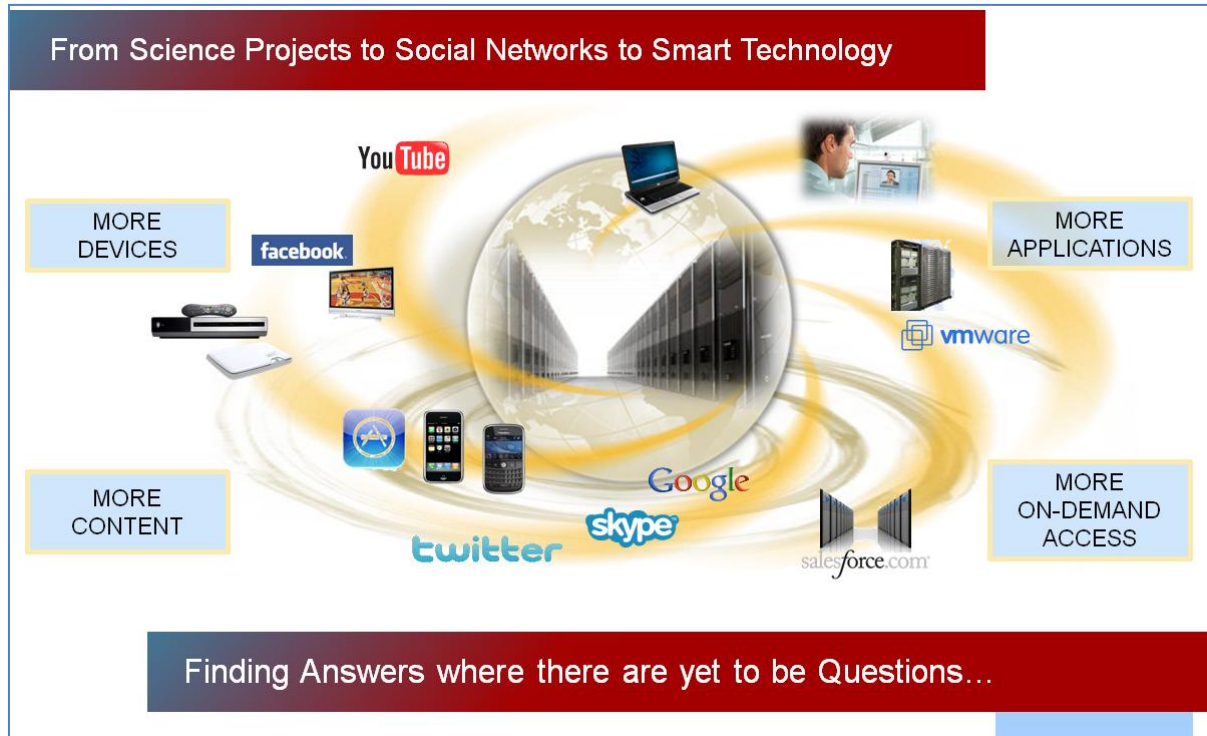 From Science Projects to Social Networks to Smart Technology
You Tube
MORE
DEVICES
facebook
MORE
APPLICATIONS
vmware
MORE
CONTENT
Google
skype
twitter
salesforce.com
MORE
ON-DEMAND
ACCESS
Finding Answers where there are yet to be Questions…